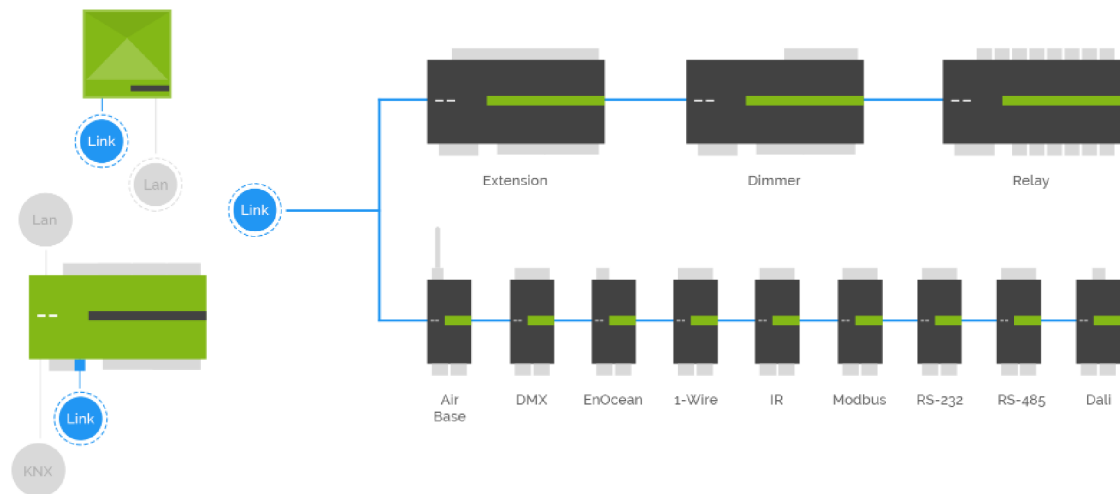 Link
Lan
Lan
Link
KNX
Link
Extension
Dimmer
Relay
Air
Base
DMX
EnOcean
1-Wire
IR
Modbus
RS-232
RS-485
Dali